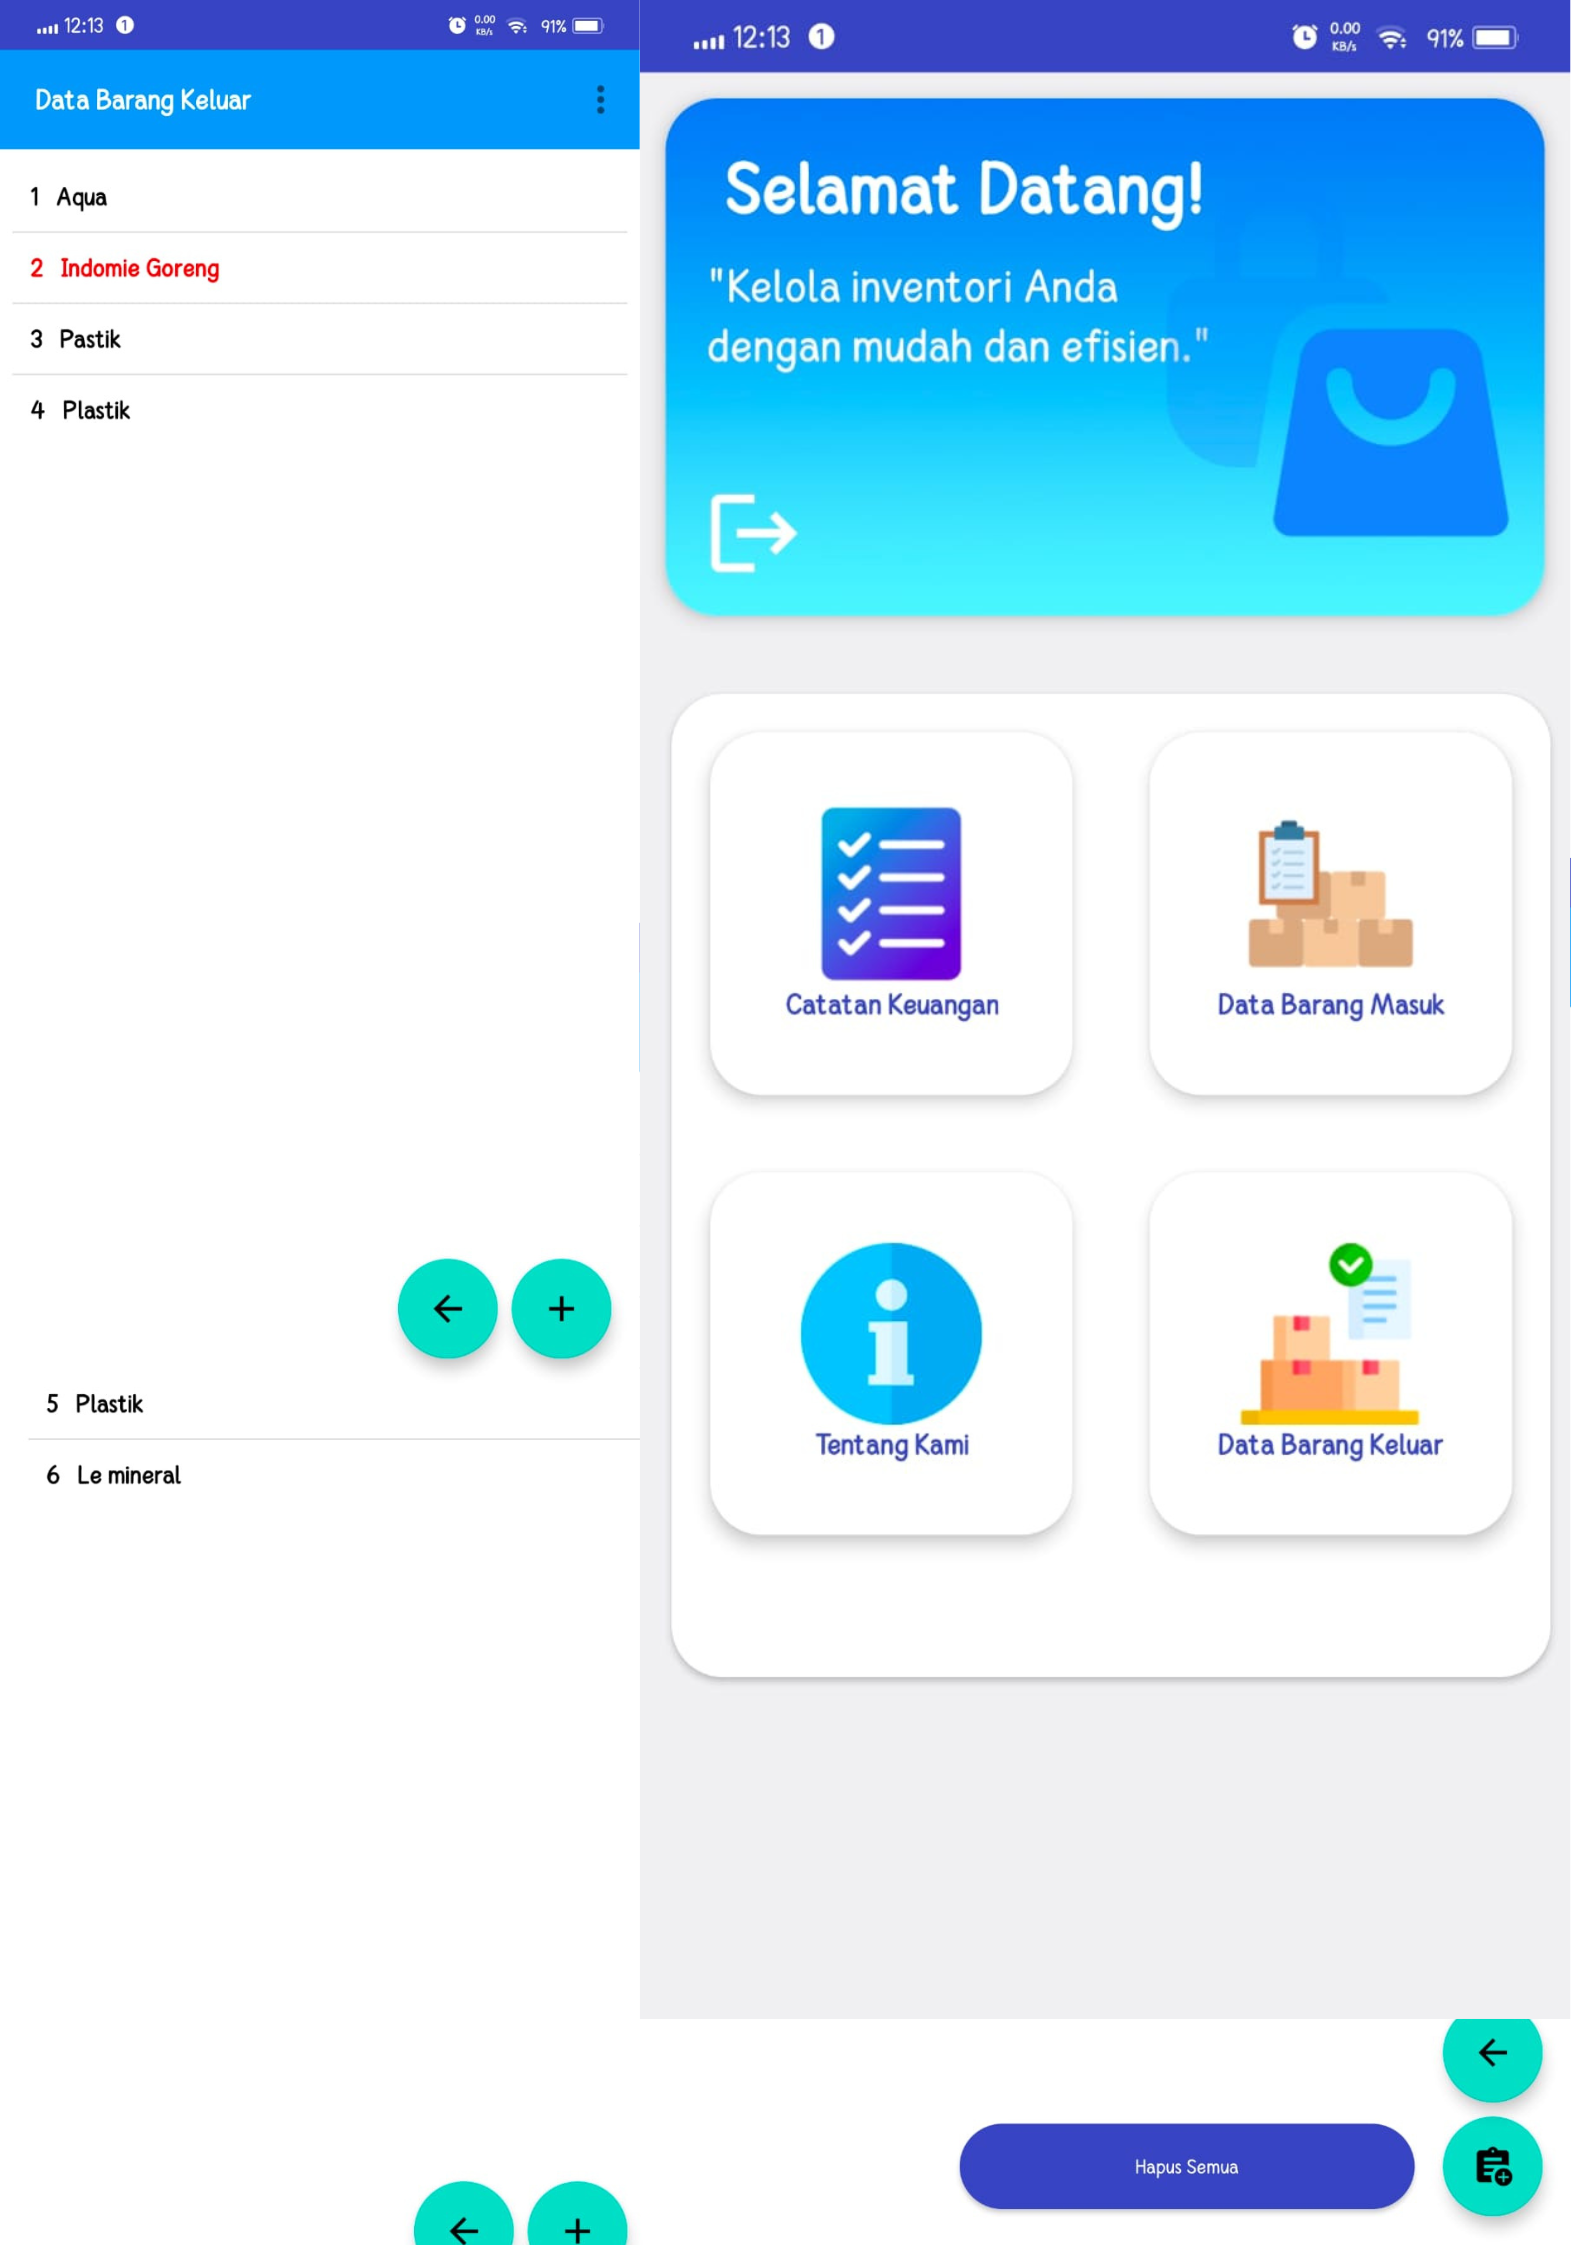 12:13 1 0.00 KB/s 91%
Data Barang Keluar
1 Aqua
2 Indomie Goreng
3 Pastik
4 Plastik
5 Plastik
6 Le mineral
12:13 1 0.00 KB/s 91%
Selamat Datang!
"Kelola inventori Anda
dengan mudah dan efisien."
Catatan Keuangan
Data Barang Masuk
Tentang Kami
Data Barang Keluar
Hapus Semua